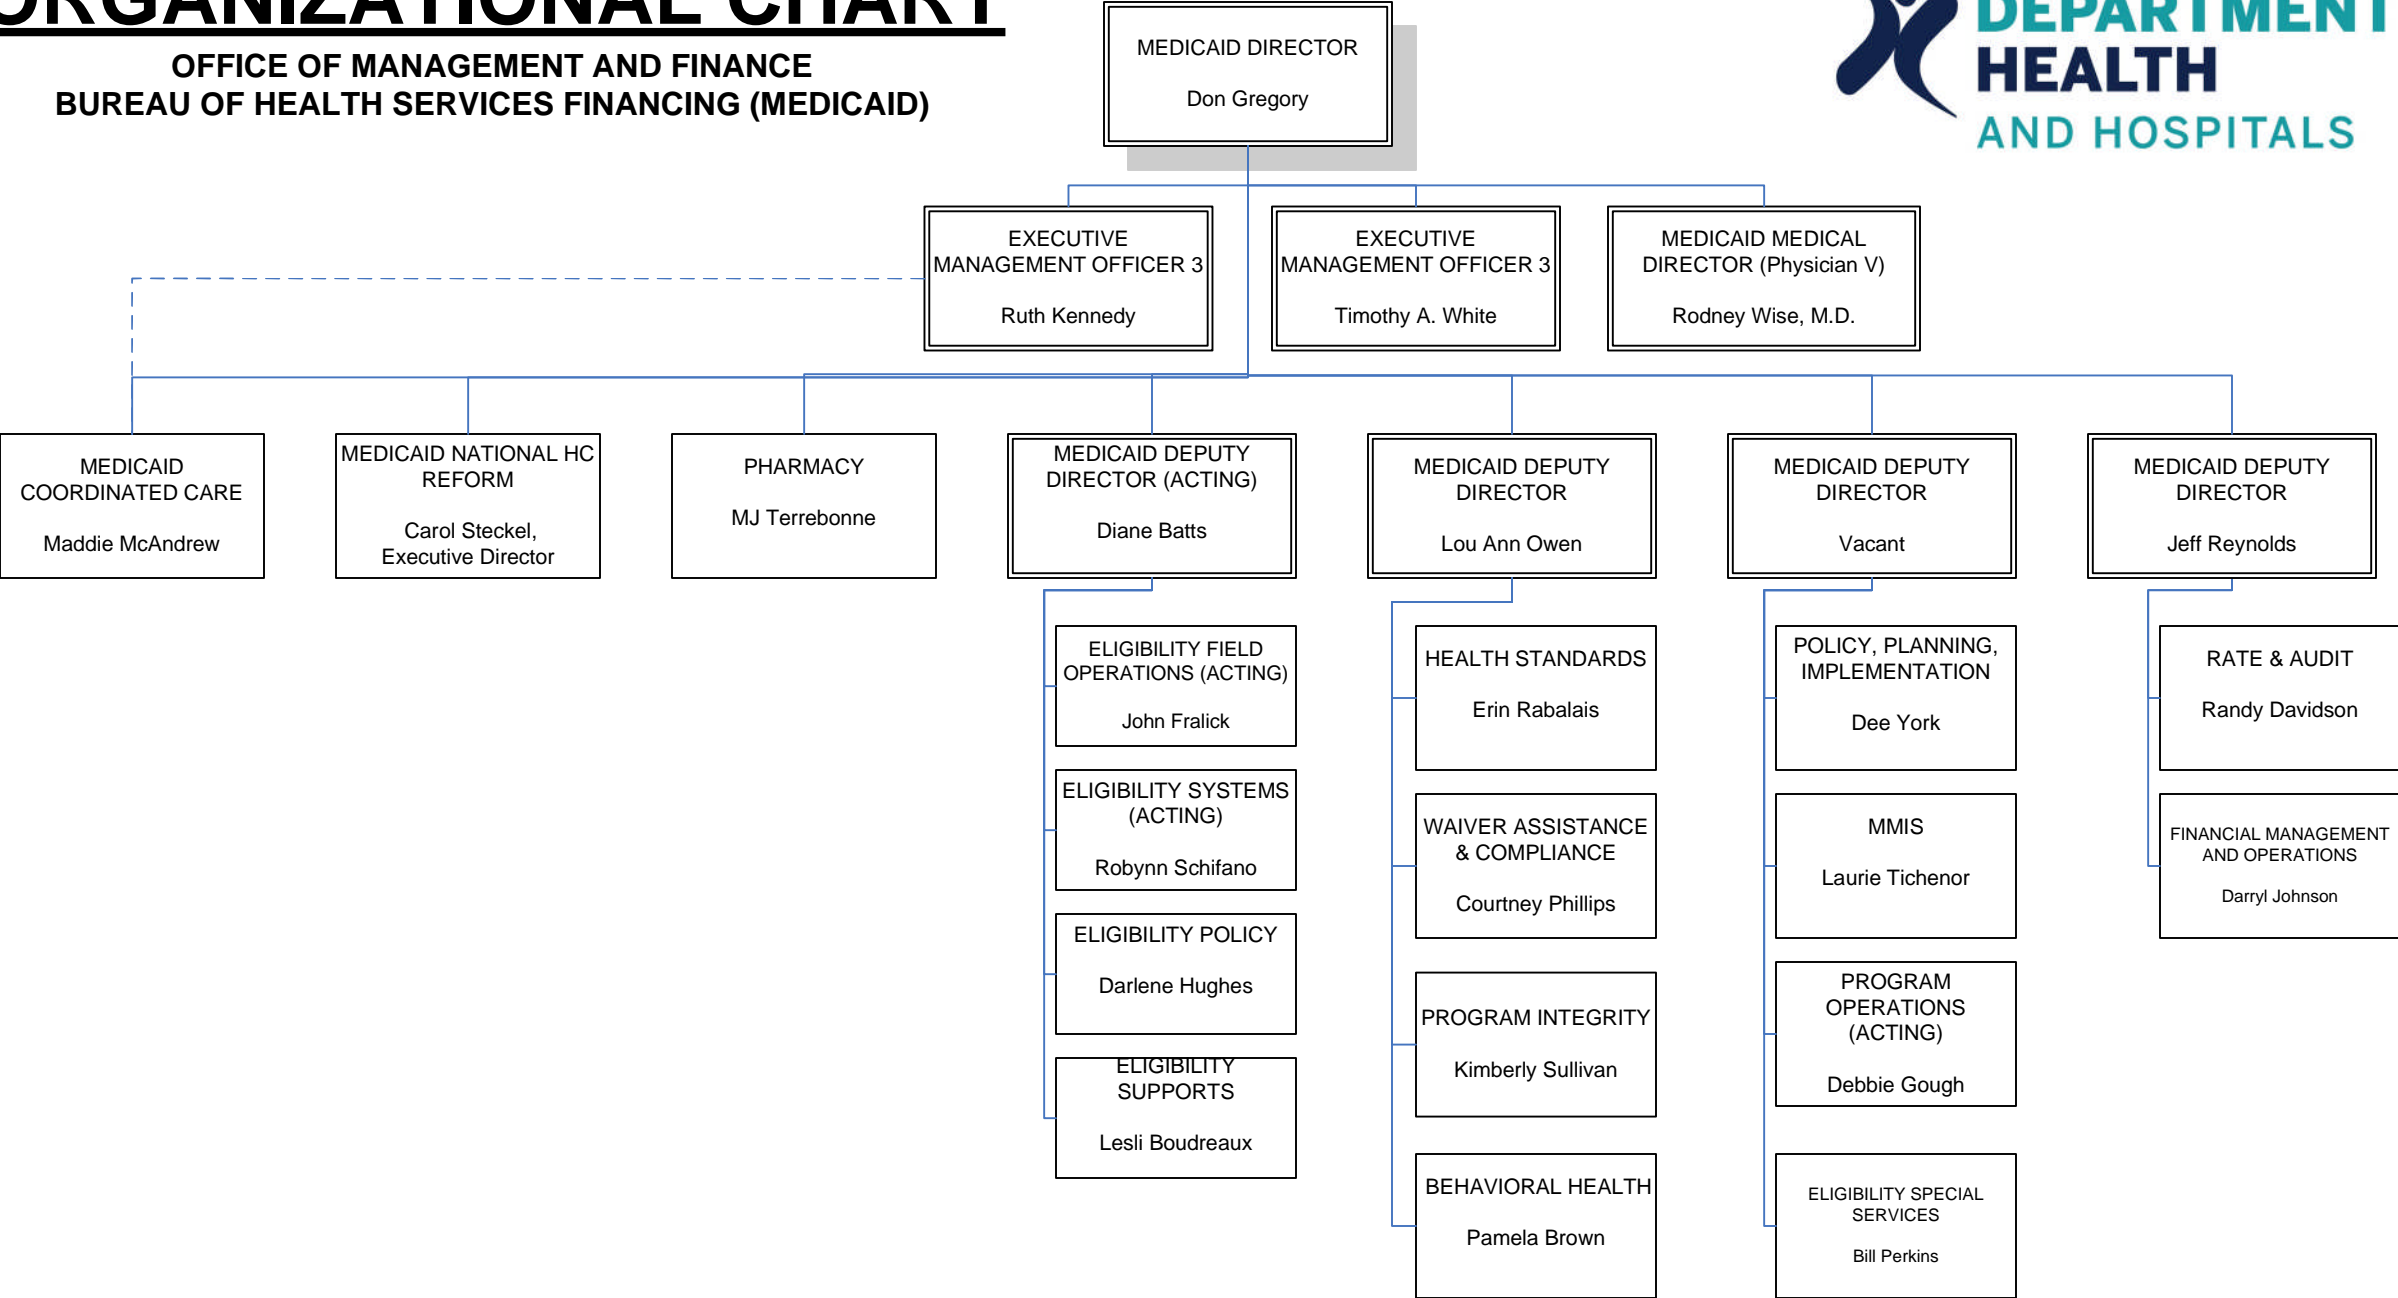 ORGANIZATIONAL CHART
OFFICE OF MANAGEMENT AND FINANCE
BUREAU OF HEALTH SERVICES FINANCING (MEDICAID)
DEPARTMENT
HEALTH
AND HOSPITALS
MEDICAID DIRECTOR
Don Gregory
EXECUTIVE
MANAGEMENT OFFICER 3
Ruth Kennedy
EXECUTIVE
MANAGEMENT OFFICER 3
Timothy A. White
MEDICAID MEDICAL
DIRECTOR (Physician V)
Rodney Wise, M.D.
MEDICAID
COORDINATED CARE
Maddie McAndrew
MEDICAID NATIONAL HC
REFORM
Carol Steckel,
Executive Director
PHARMACY
MJ Terrebonne
MEDICAID DEPUTY
DIRECTOR (ACTING)
Diane Batts
MEDICAID DEPUTY
DIRECTOR
Lou Ann Owen
MEDICAID DEPUTY
DIRECTOR
Vacant
MEDICAID DEPUTY
DIRECTOR
Jeff Reynolds
ELIGIBILITY FIELD
OPERATIONS (ACTING)
John Fralick
ELIGIBILITY SYSTEMS
(ACTING)
Robynn Schifano
ELIGIBILITY POLICY
Darlene Hughes
ELIGIBILITY
SUPPORTS
Lesli Boudreaux
HEALTH STANDARDS
Erin Rabalais
WAIVER ASSISTANCE
& COMPLIANCE
Courtney Phillips
PROGRAM INTEGRITY
Kimberly Sullivan
BEHAVIORAL HEALTH
Pamela Brown
POLICY, PLANNING,
IMPLEMENTATION
Dee York
MMIS
Laurie Tichenor
PROGRAM
OPERATIONS
(ACTING)
Debbie Gough
ELIGIBILITY SPECIAL
SERVICES
Bill Perkins
RATE & AUDIT
Randy Davidson
FINANCIAL MANAGEMENT
AND OPERATIONS
Darryl Johnson